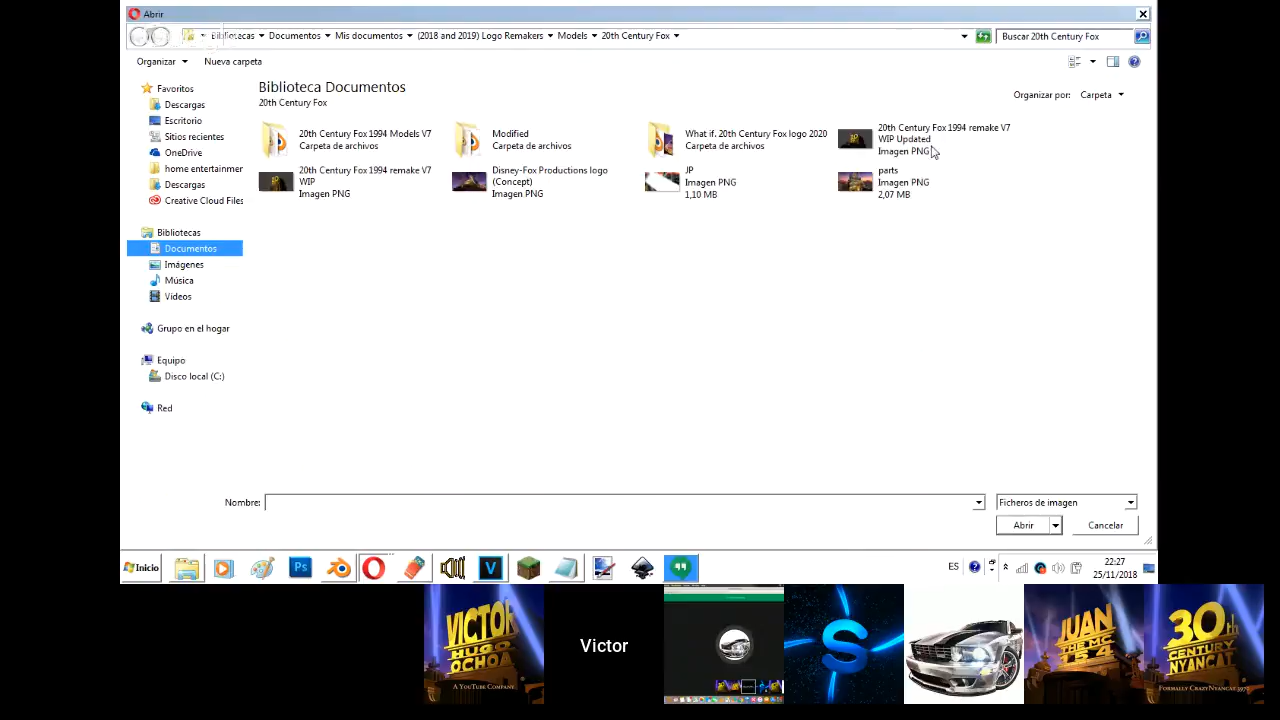 Abrir
Bibliotecas Documentos Mis documentos (2018 and 2019) Logo Remakers Models 20th Century Fox
Buscar 20th Century Fox
Organizar Nueva carpeta
Favoritos
Descargas
Escritorio
Sitios recientes
OneDrive
home entertainmer
Descargas
Creative Cloud Files
Bibliotecas
Documentos
Imágenes
Música
Vídeos
Grupo en el hogar
Equipo
Disco local (C:)
Red
Biblioteca Documentos
20th Century Fox
Organizar por: Carpeta
20th Century Fox 1994 Models V7
Carpeta de archivos
Modified
Carpeta de archivos
What if. 20th Century Fox logo 2020
Carpeta de archivos
20th Century Fox 1994 remake V7
WIP Updated
Imagen PNG
20th Century Fox 1994 remake V7
WIP
Imagen PNG
Disney-Fox Productions logo
(Concept)
Imagen PNG
JP
Imagen PNG
1,10 MB
parts
Imagen PNG
2,07 MB
Nombre:
Ficheros de imagen
Abrir
Cancelar
Inicio
Ps
V
ES
22:27
25/11/2018
VICTOR
HUGO
OCHOA
A YOUTUBE COMPANY
Victor
S
JUAN
THE MC
154
30th
CENTURY
NYANCAT
FORMALLY CRAZYNYANCAT 3970